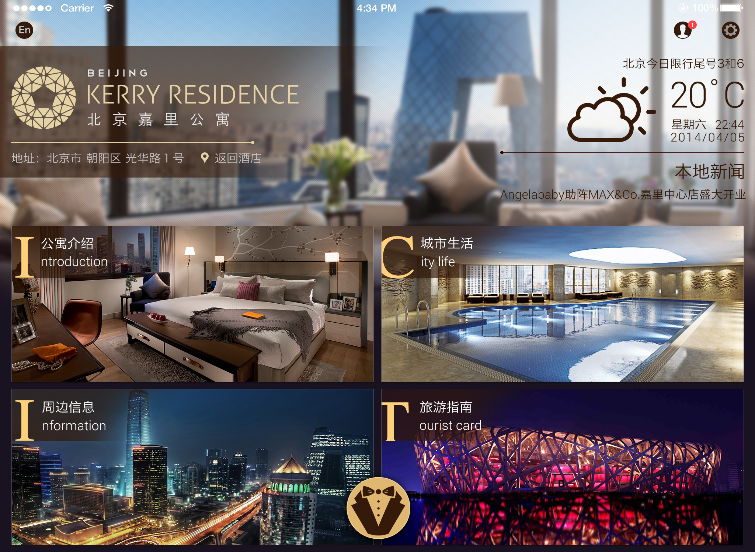 Carrier
4:34 PM
100%
En
1
BEIJING
KERRY RESIDENCE
北京嘉里公寓
地址：北京市 朝阳区 光华路1号
返回酒店
北京今日限行尾号3和6
20°C
星期六 22:44
2014/04/05
本地新闻
Angelababy助阵MAX&Co.嘉里中心店盛大开业
公寓介绍
Introduction
城市生活
City life
周边信息
Information
旅游指南
Tourist card